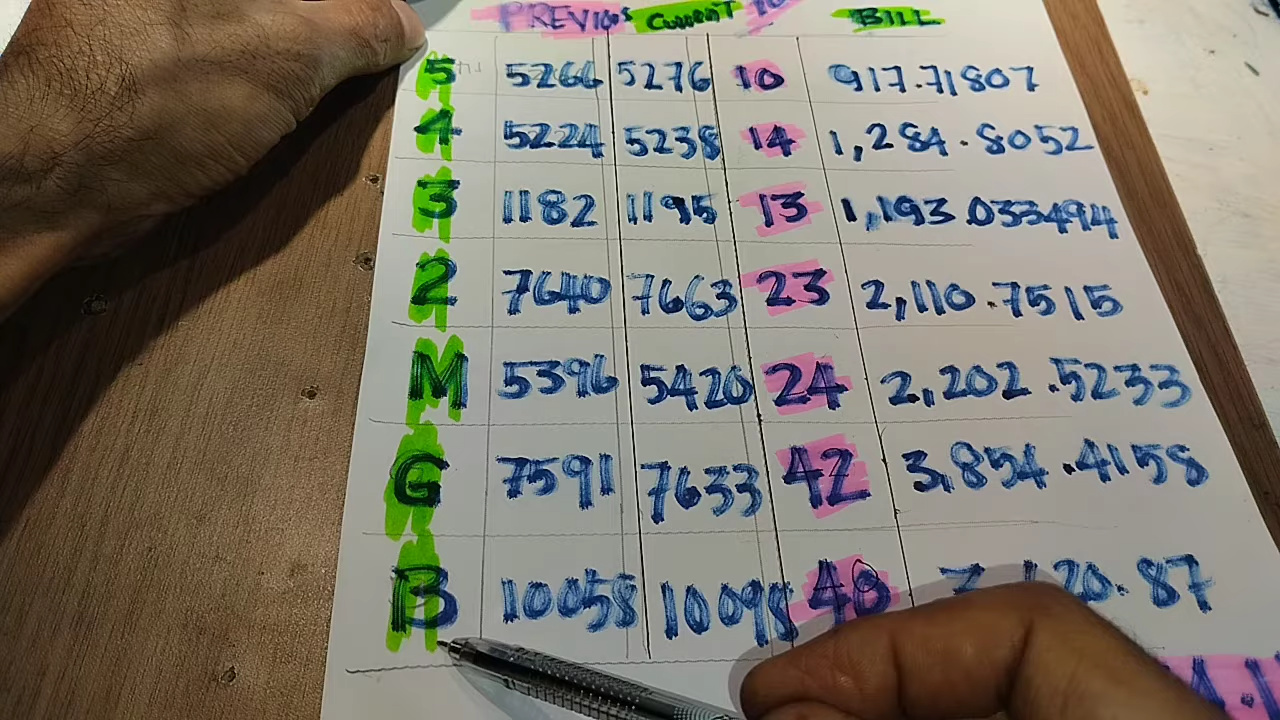 PREVIOS CURRENT BILL
5 5266 5276 10 917.71807
4 5224 5238 14 1,284.8052
3 1182 1195 13 1,193.033494
2 7640 7663 23 2,110.7515
M 5396 5420 24 2,202.5233
G 7591 7633 42 3,854.4158
B 10058 10098 40